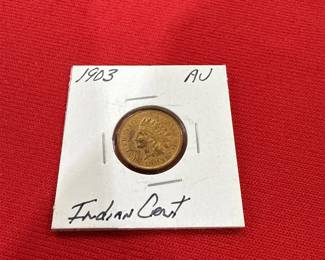 1903 AU
Indian Cent